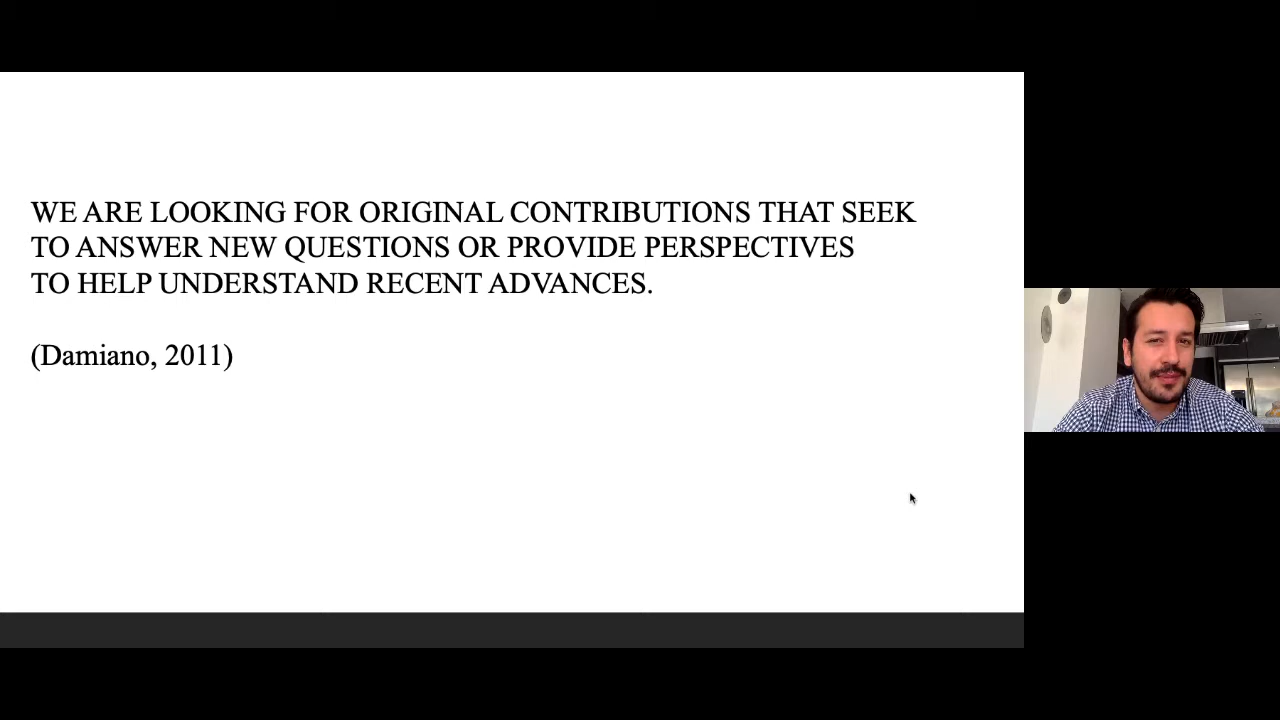 WE ARE LOOKING FOR ORIGINAL CONTRIBUTIONS THAT SEEK
TO ANSWER NEW QUESTIONS OR PROVIDE PERSPECTIVES
TO HELP UNDERSTAND RECENT ADVANCES.
(Damiano, 2011)